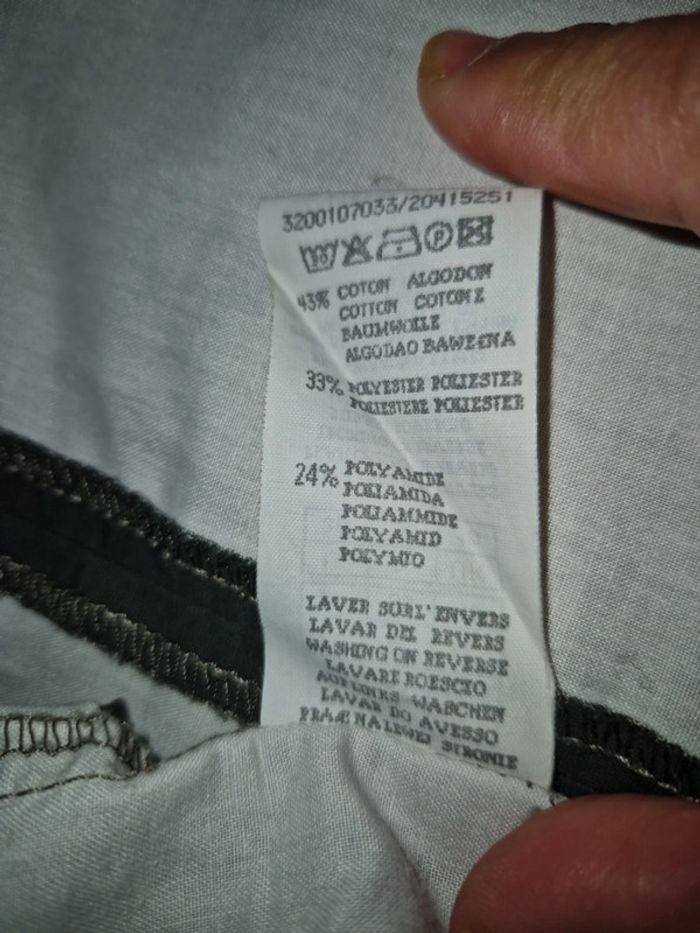 3200107033/20415251
30 P
43% COTON ALGODON
COTTON COTONE
BAUMWOLLE
ALGODAO BAWEŁNA
33% POLYESTER POLIESTER
POLIESTERE POLIESTER
24% POLYAMIDE
POLIAMIDA
POLIAMMIDE
POLYAMID
POLYMIO
LAVER SUR L'ENVERS
LAVAR DEL REVERS
WASHING ON REVERSE
LAVARE ROESCIO
AUF LINKS WASCHEN
LAVAR DO AVESSO
NA LEWEJ STRONIE